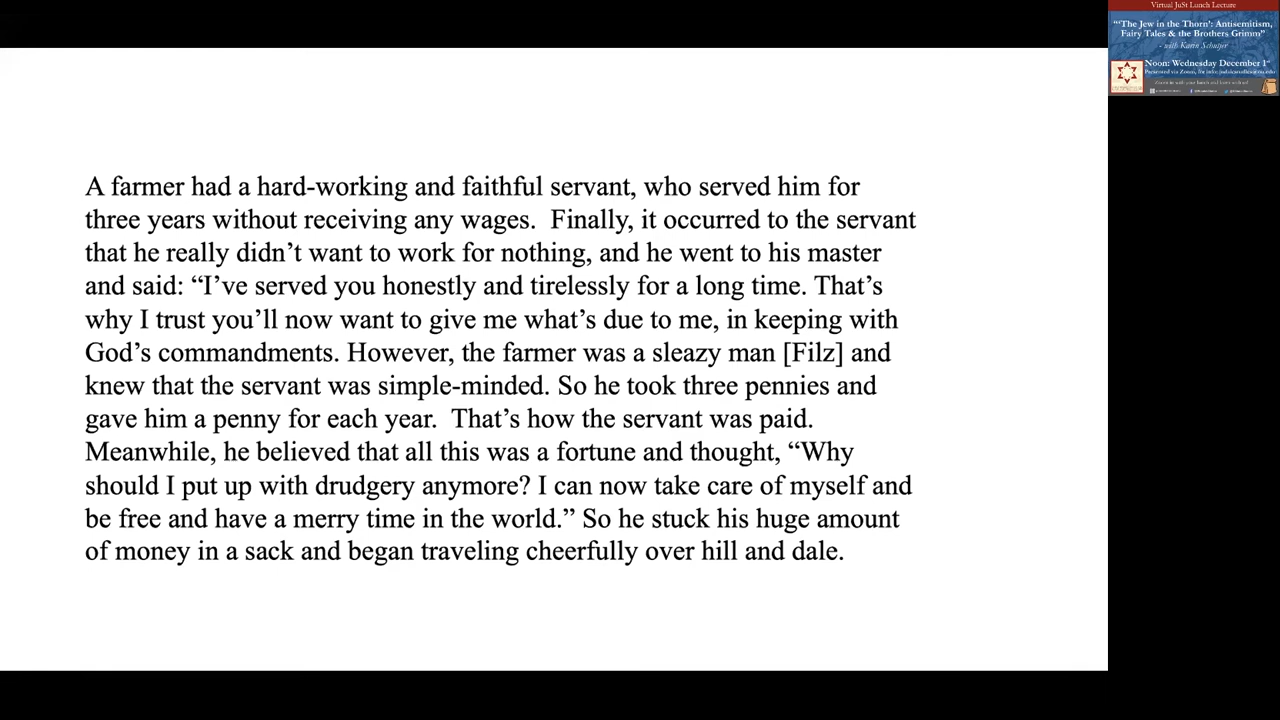 A farmer had a hard-working and faithful servant, who served him for
three years without receiving any wages.  Finally, it occurred to the servant
that he really didn’t want to work for nothing, and he went to his master
and said: “I’ve served you honestly and tirelessly for a long time. That’s
why I trust you’ll now want to give me what’s due to me, in keeping with
God’s commandments. However, the farmer was a sleazy man [Filz] and
knew that the servant was simple-minded. So he took three pennies and
gave him a penny for each year.  That’s how the servant was paid.
Meanwhile, he believed that all this was a fortune and thought, “Why
should I put up with drudgery anymore? I can now take care of myself and
be free and have a merry time in the world.” So he stuck his huge amount
of money in a sack and began traveling cheerfully over hill and dale.
Virtual JuSt Lunch Lecture
“‘The Jew in the Thorn’: Antisemitism,
Fairy Tales & the Brothers Grimm”
- with Karin Schutjer
Noon: Wednesday December 1st
Presented via Zoom, for info: